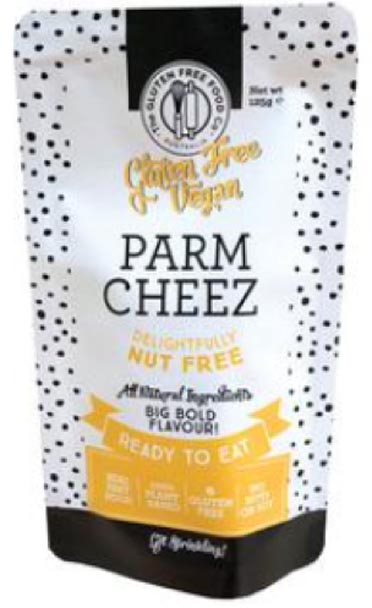 THE GLUTEN FREE FOOD CO.
AUSTRALIA
Net wt
125g e
Gluten Free
Vegan
PARM
CHEEZ
DELIGHTFULLY
NUT FREE
All Natural Ingredients
BIG BOLD
FLAVOUR!
READY TO EAT
PLANT
BASED
GLUTEN
FREE
Get Sprinkling!